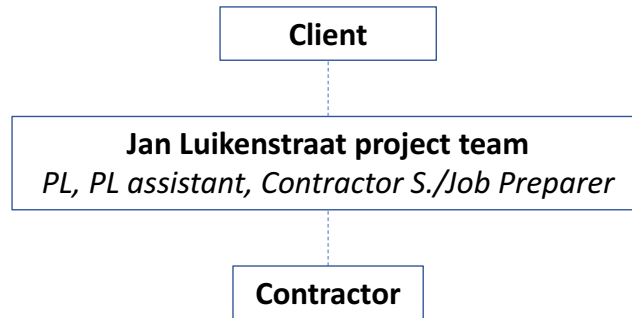 Client
Jan Luikenstraat project team
PL, PL assistant, Contractor S./Job Preparer
Contractor